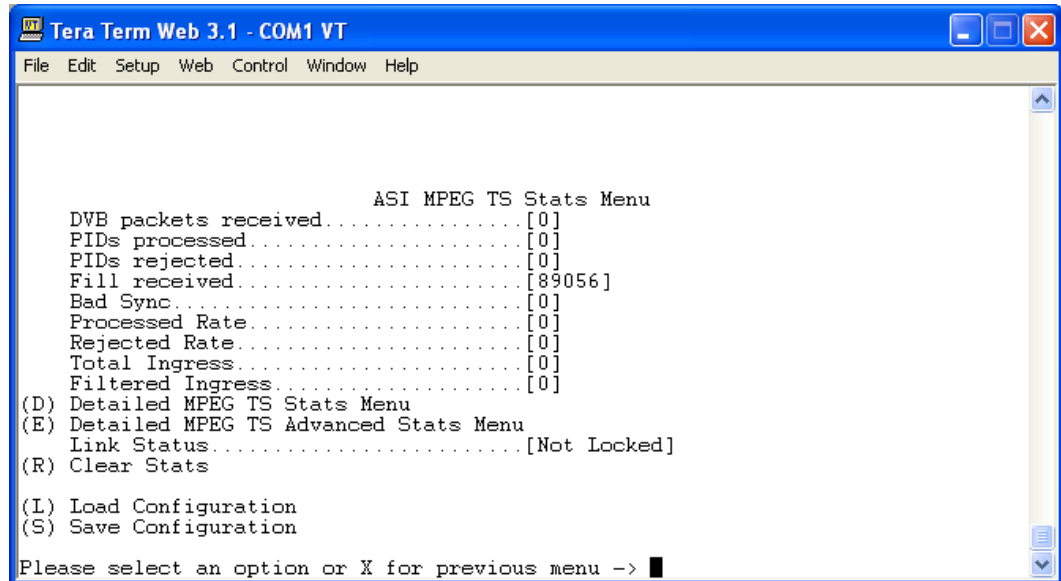 Tera Term Web 3.1 - COM1 VT
File Edit Setup Web Control Window Help
ASI MPEG TS Stats Menu
DVB packets received................[0]
PIDs processed......................[0]
PIDs rejected.......................[0]
Fill received.......................[89056]
Bad Sync............................[0]
Processed Rate......................[0]
Rejected Rate.......................[0]
Total Ingress.......................[0]
Filtered Ingress....................[0]
(D) Detailed MPEG TS Stats Menu
(E) Detailed MPEG TS Advanced Stats Menu
Link Status.........................[Not Locked]
(R) Clear Stats
(L) Load Configuration
(S) Save Configuration
Please select an option or X for previous menu ->